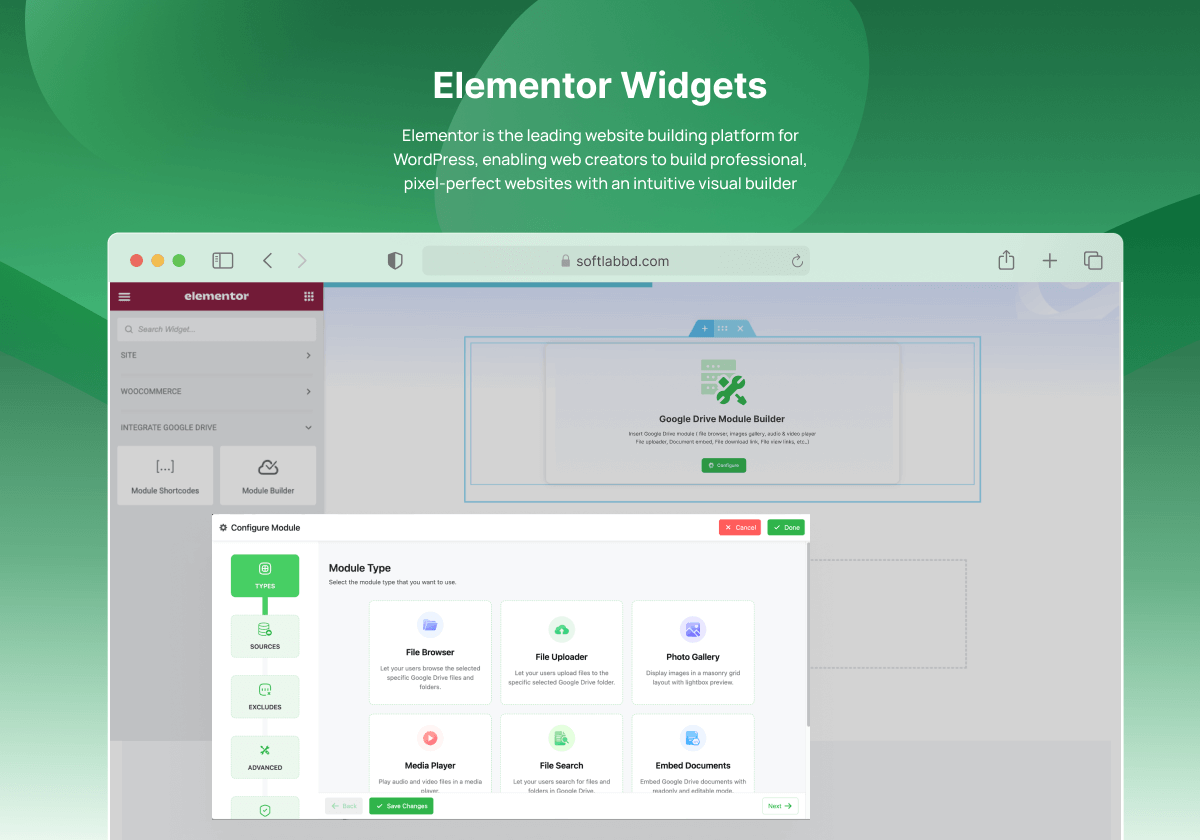 Elementor Widgets
Elementor is the leading website building platform for
WordPress, enabling web creators to build professional,
pixel-perfect websites with an intuitive visual builder
softlabbd.com
elementor
Search Widget...
SITE
WOOCOMMERCE
INTEGRATE GOOGLE DRIVE
[...]
Module Shortcodes
Module Builder
Google Drive Module Builder
Insert Google Drive module ( file browser, images gallery, audio & video player
File uploader, Document embed, File download link, File view links, etc...)
Configure
Configure Module
Cancel
Done
TYPES
SOURCES
EXCLUDES
ADVANCED
Module Type
Select the module type that you want to use.
File Browser
Let your users browse the selected
specific Google Drive files and
folders.
File Uploader
Let your users upload files to the
specific selected Google Drive folder.
Photo Gallery
Display images in a masonry grid
layout with lightbox preview.
Media Player
Play audio and video files in a media
player.
File Search
Let your users search for files and
folders in Google Drive.
Embed Documents
Embed Google Drive documents with
readonly and editable mode.
Back
Save Changes
Next